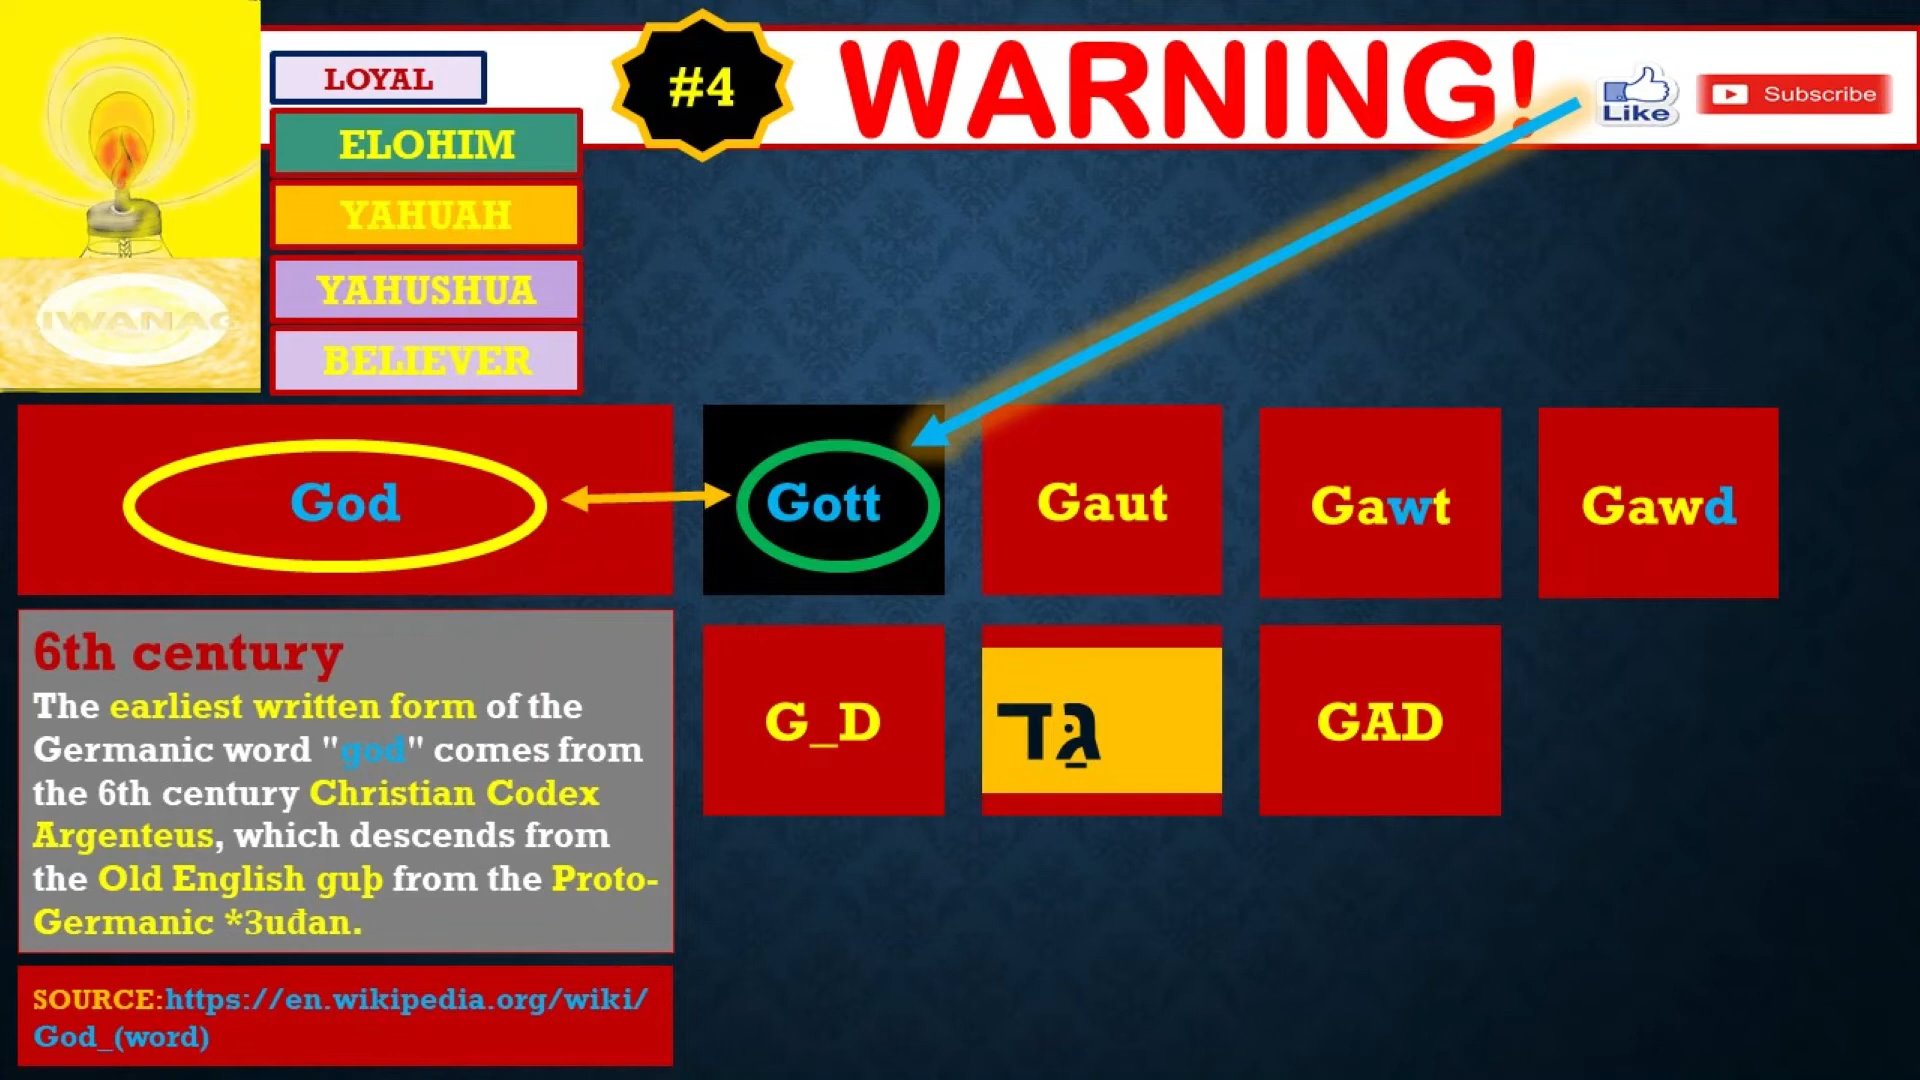 LOYAL
ELOHIM
YAHUAH
YAHUSHUA
BELIEVER
#4
WARNING!
Like
Subscribe
IWANAG
God
Gott
Gaut
Gawt
Gawd
6th century
The earliest written form of the
Germanic word "god" comes from
the 6th century Christian Codex
Argenteus, which descends from
the Old English guþ from the Proto-
Germanic *3uđan.
G_D
גַּד
GAD
SOURCE:https://en.wikipedia.org/wiki/
God_(word)